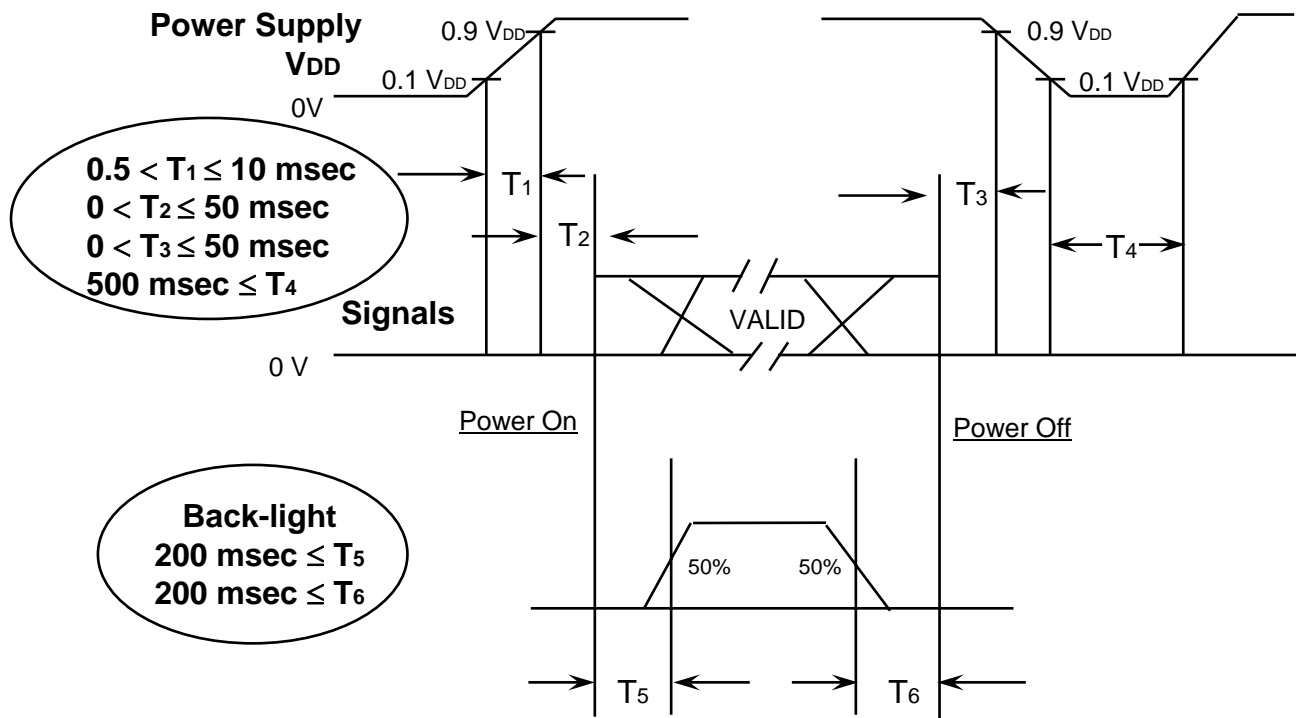 Power Supply
VDD
0.9 VDD
0.1 VDD
0V
0.9 VDD
0.1 VDD
0.5 < T1 ≤ 10 msec
0 < T2 ≤ 50 msec
0 < T3 ≤ 50 msec
500 msec ≤ T4
T1
T2
T3
T4
Signals
VALID
0 V
Power On
Power Off
Back-light
200 msec ≤ T5
200 msec ≤ T6
50%
50%
T5
T6